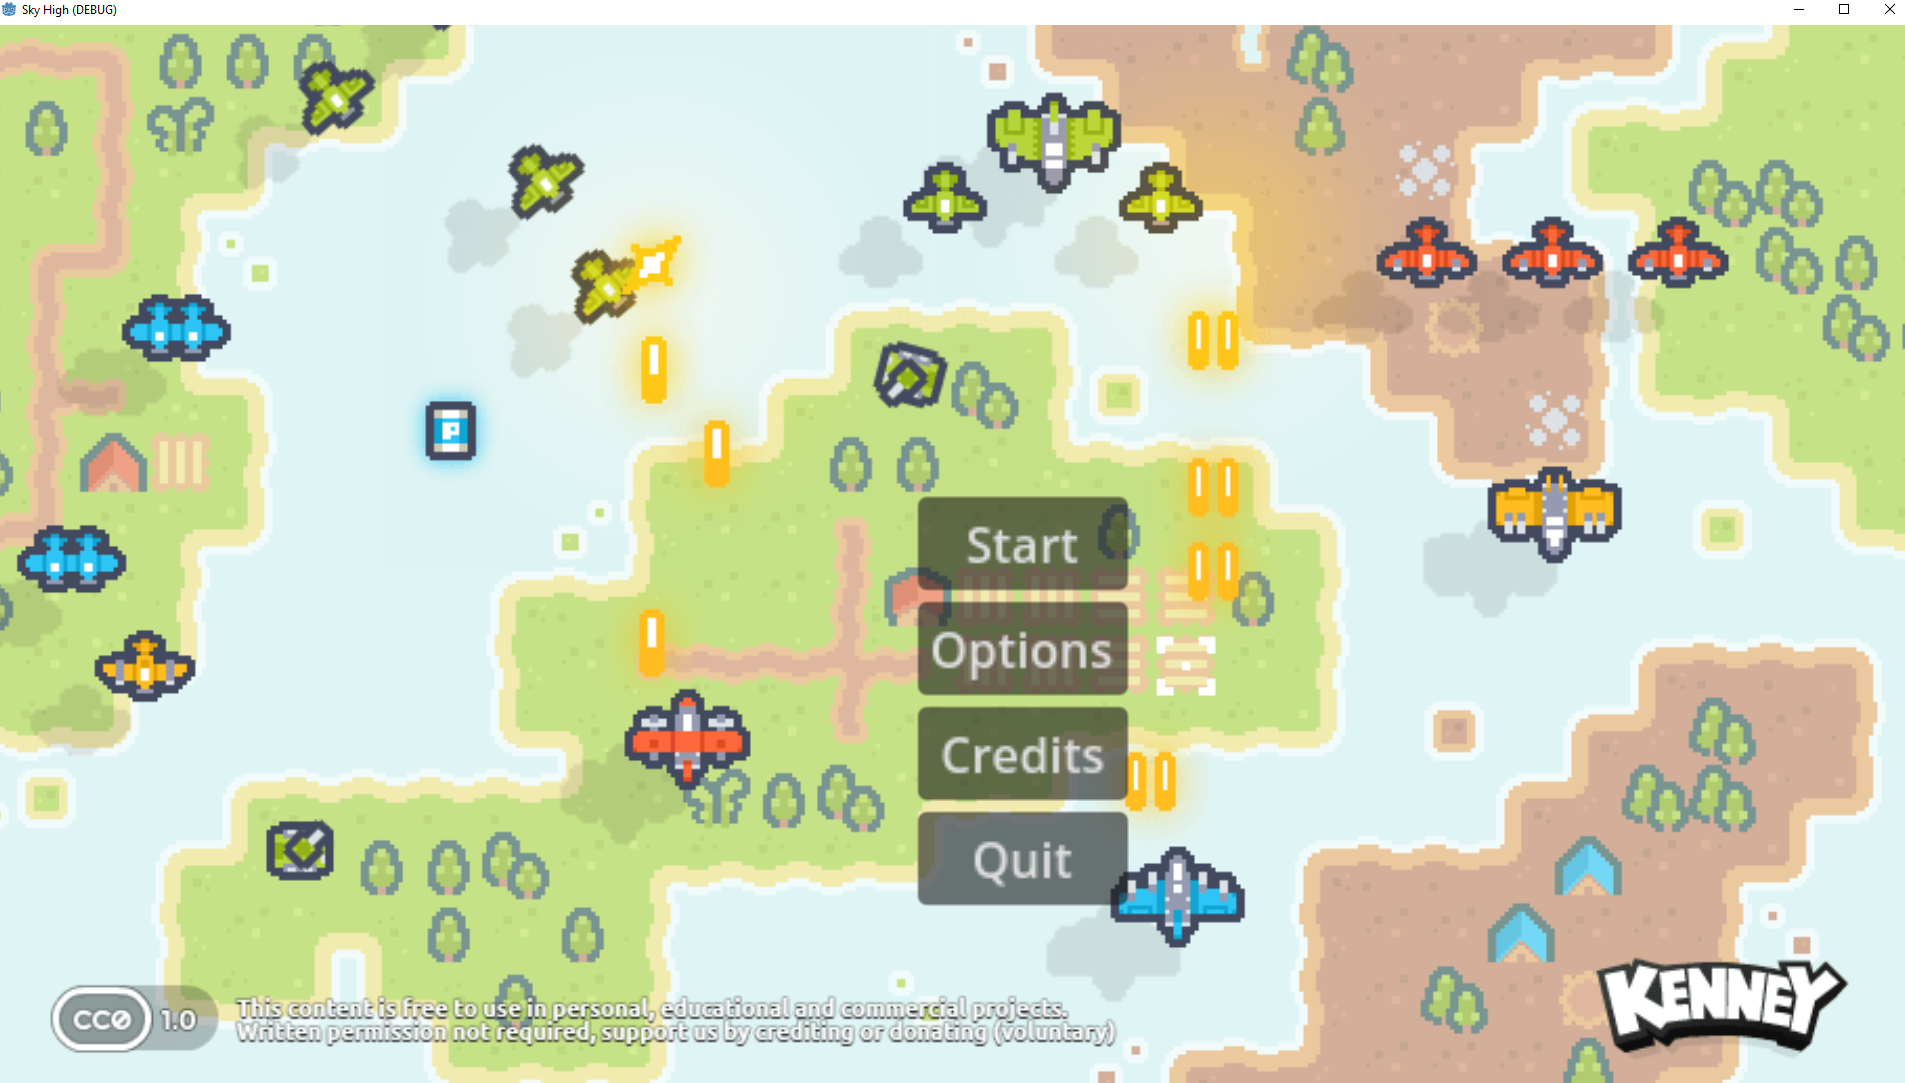 Sky High (DEBUG)
P
Start
Options
Credits
Quit
CC0 1.0
This content is free to use in personal, educational and commercial projects.
Written permission not required, support us by crediting or donating (voluntary)
KENNEY